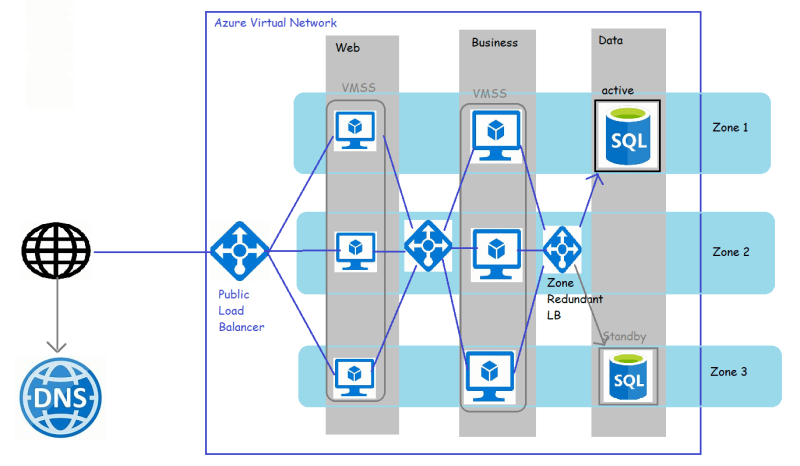 Azure Virtual Network
Web
Business
Data
VMSS
VMSS
active
SQL
Zone 1
Zone 2
Public
Load
Balancer
Zone
Redundant
LB
Standby
SQL
Zone 3
DNS